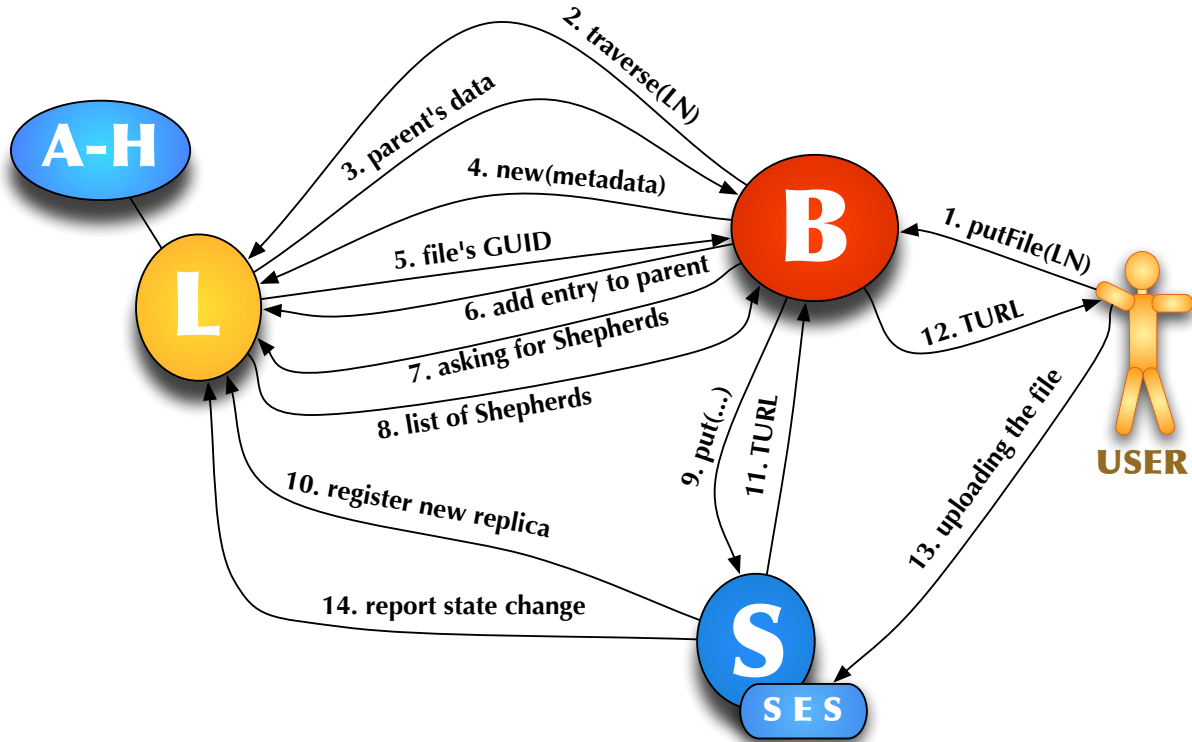 2. traverse(LN)
A-H
3. parent's data
4. new(metadata)
B
1. putFile(LN)
5. file's GUID
L
6. add entry to parent
7. asking for Shepherds
12. TURL
8. list of Shepherds
9. put(...)
11. TURL
USER
10. register new replica
13. uploading the file
14. report state change
S
S E S